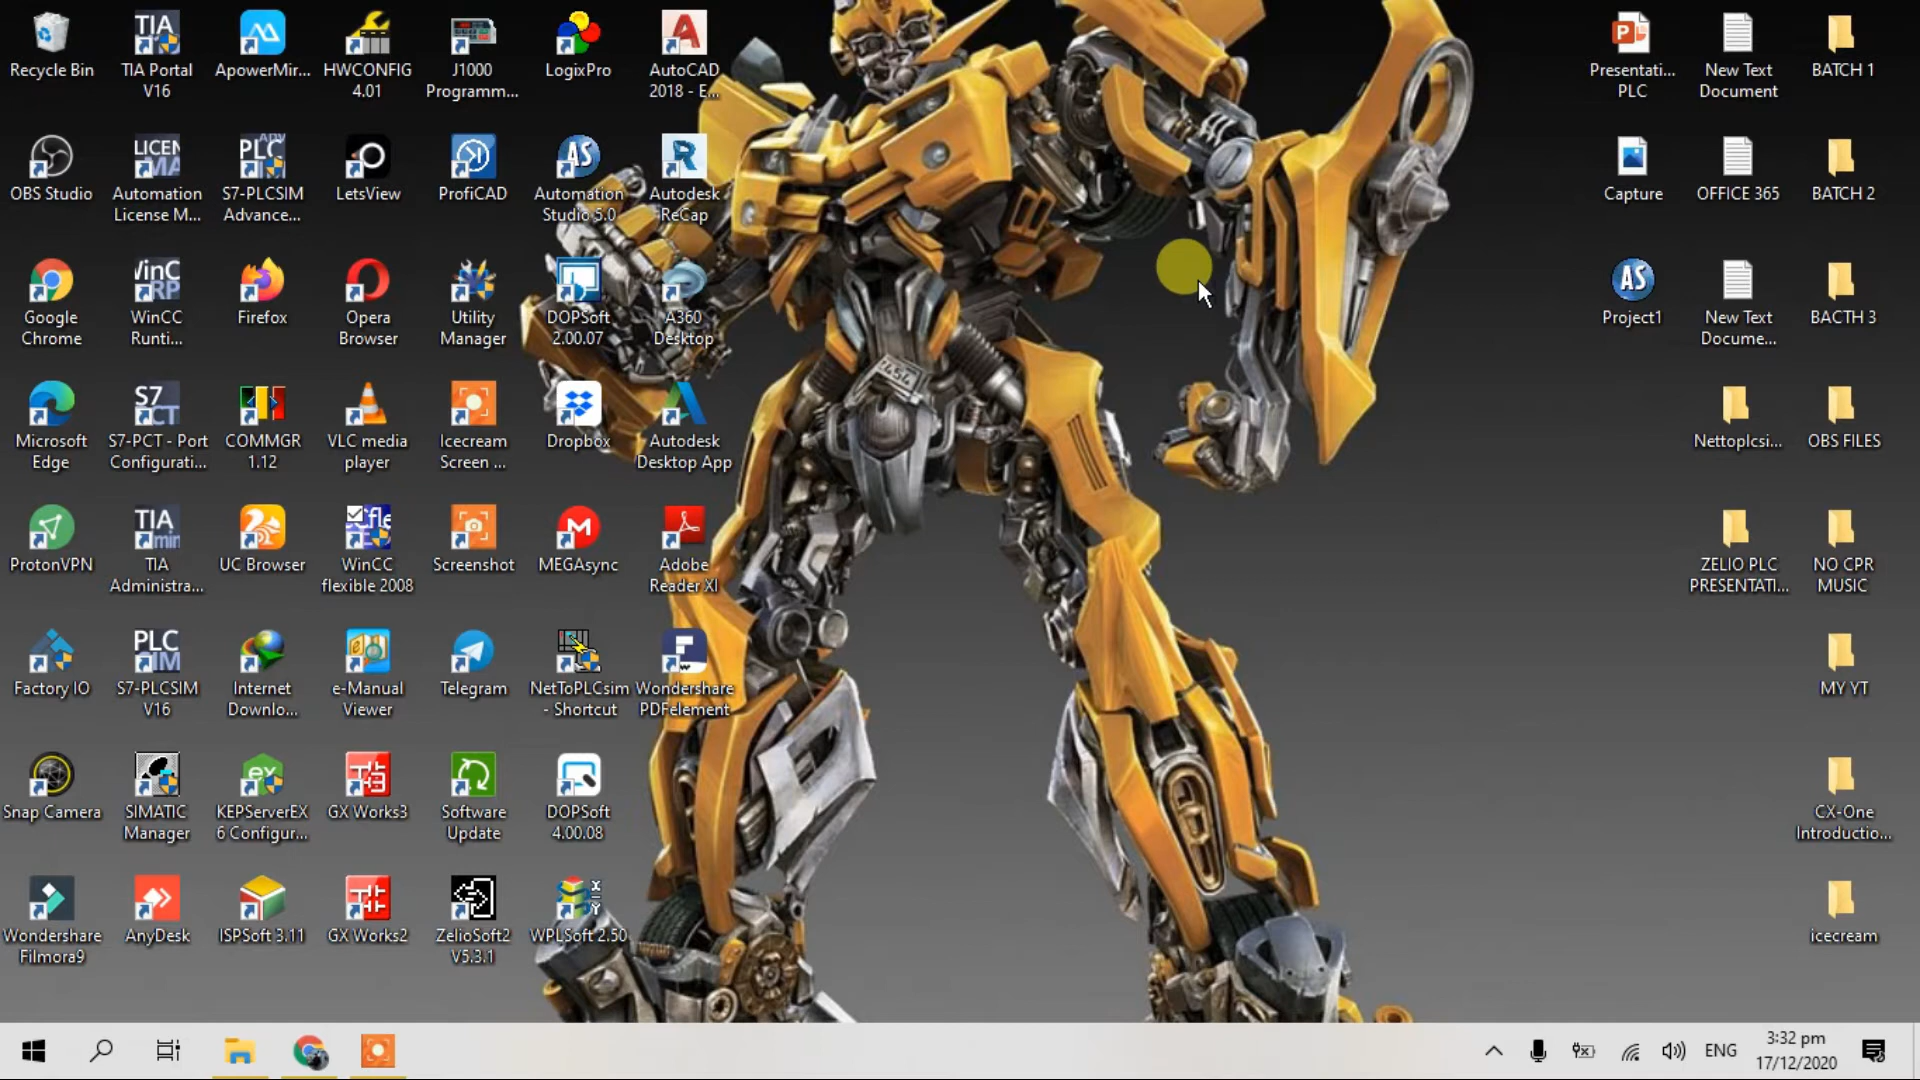 Recycle Bin
TIA Portal
V16
ApowerMir...
HWCONFIG
4.01
J1000
Programm...
LogixPro
AutoCAD
2018 - E...
OBS Studio
Automation
License M...
S7-PLCSIM
Advance...
LetsView
ProfiCAD
Automation
Studio 5.0
Autodesk
ReCap
Google
Chrome
WinCC
Runti...
Firefox
Opera
Browser
Utility
Manager
DOPSoft
2.00.07
A360
Desktop
Microsoft
Edge
S7-PCT - Port
Configurati...
COMMGR
1.12
VLC media
player
Icecream
Screen ...
Dropbox
Autodesk
Desktop App
ProtonVPN
TIA
Administra...
UC Browser
WinCC
flexible 2008
Screenshot
MEGAsync
Adobe
Reader XI
Factory IO
S7-PLCSIM
V16
Internet
Downlo...
e-Manual
Viewer
Telegram
NetToPLCsim
- Shortcut
Wondershare
PDFelement
Snap Camera
SIMATIC
Manager
KEPServerEX
6 Configur...
GX Works3
Software
Update
DOPSoft
4.00.08
Wondershare
Filmora9
AnyDesk
ISPSoft 3.11
GX Works2
ZelioSoft2
V5.3.1
WPLSoft 2.50
Presentati...
PLC
New Text
Document
BATCH 1
Capture
OFFICE 365
BATCH 2
Project1
New Text
Docume...
BACTH 3
Nettoplcsi...
OBS FILES
ZELIO PLC
PRESENTATI...
NO CPR
MUSIC
MY YT
CX-One
Introductio...
icecream
ENG
3:32 pm
17/12/2020